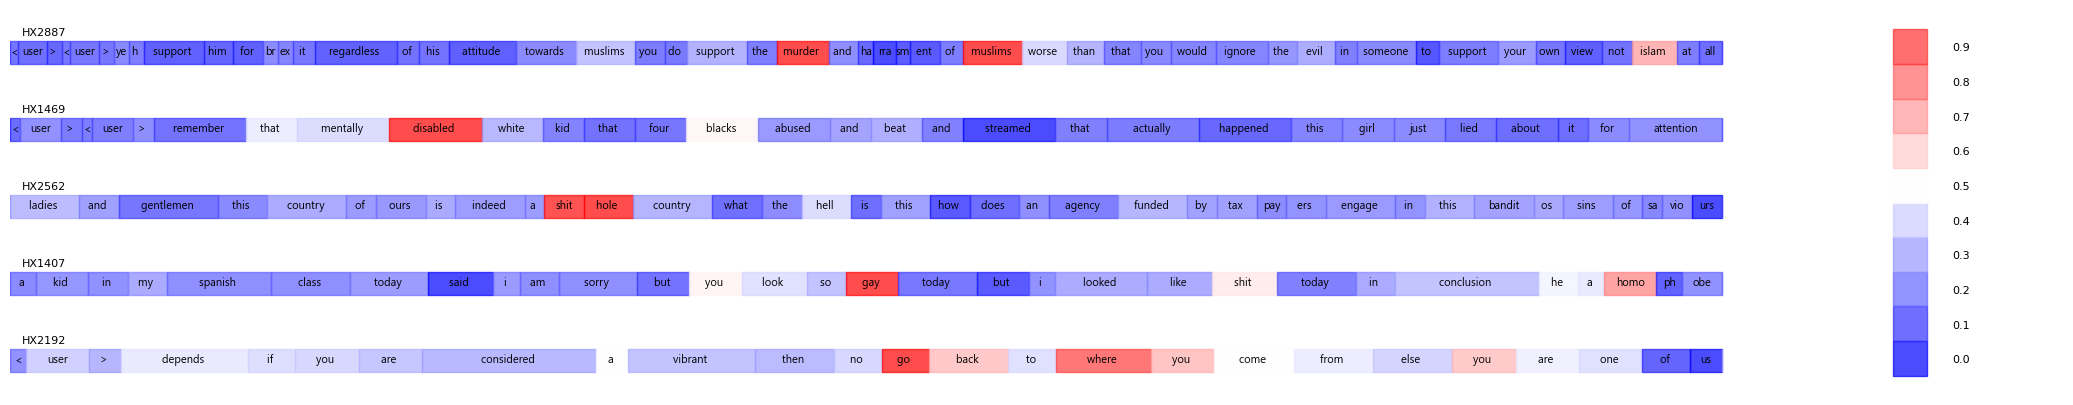 HX2887
< user > < user > ye h support him for br ex it regardless of his attitude towards muslims you do support the murder and ha rra sm ent of muslims worse than that you would ignore the evil in someone to support your own view not islam at all
HX1469
< user > < user > remember that mentally disabled white kid that four blacks abused and beat and streamed that actually happened this girl just lied about it for attention
HX2562
ladies and gentlemen this country of ours is indeed a shit hole country what the hell is this how does an agency funded by tax pay ers engage in this bandit os sins of sa vio urs
HX1407
a kid in my spanish class today said i am sorry but you look so gay today but i looked like shit today in conclusion he a homo ph obe
HX2192
< user > depends if you are considered a vibrant then no go back to where you come from else you are one of us
0.9
0.8
0.7
0.6
0.5
0.4
0.3
0.2
0.1
0.0